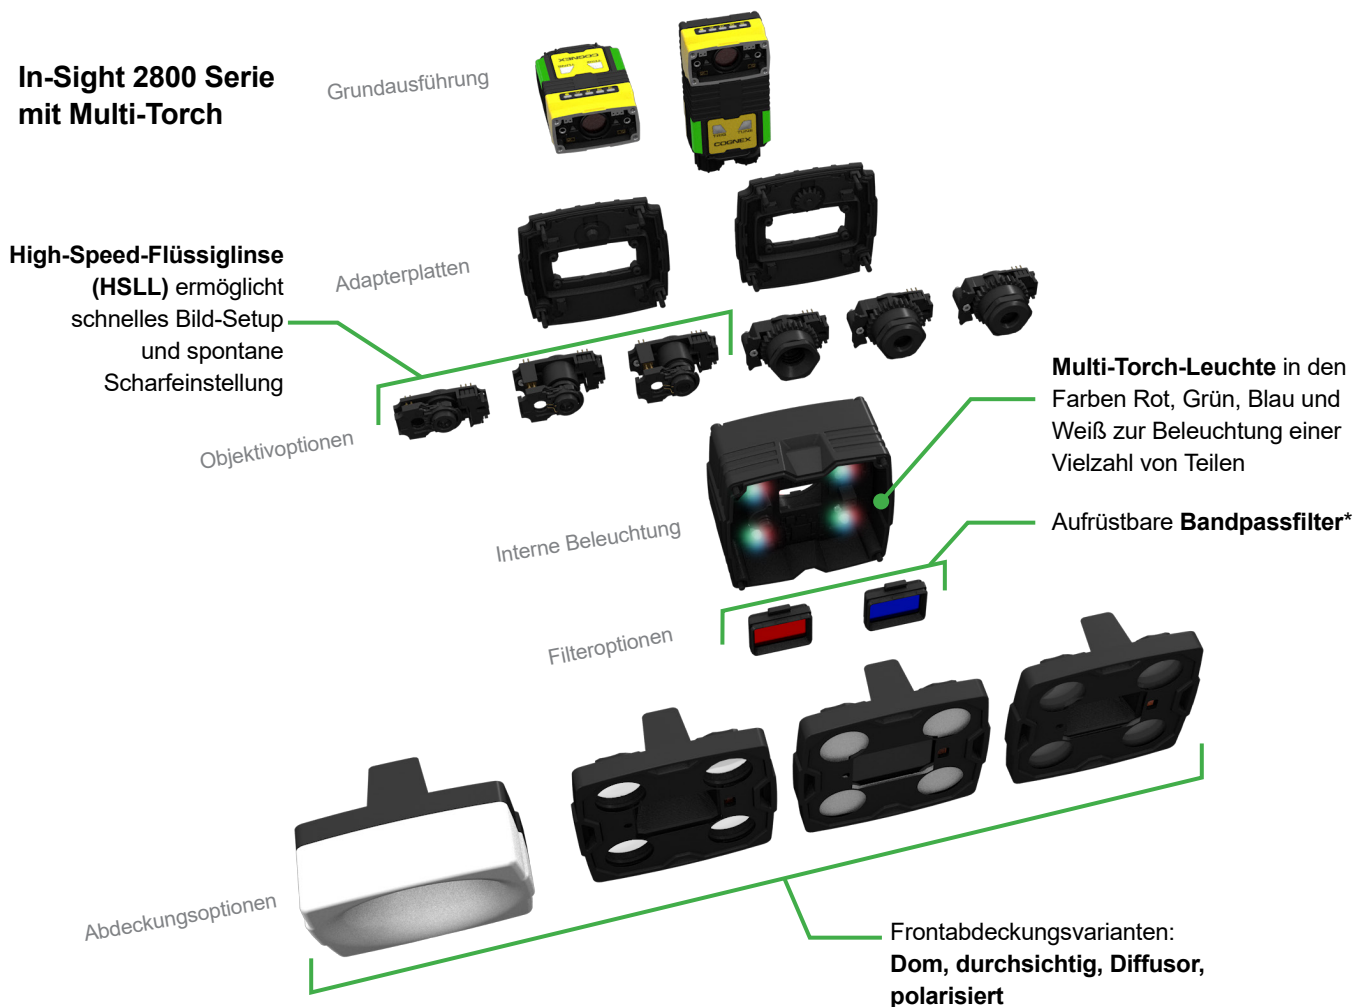 In-Sight 2800 Serie
mit Multi-Torch
Grundausführung
COGNEX
COGNEX
Adapterplatten
High-Speed-Flüssiglinse
(HSLL) ermöglicht
schnelles Bild-Setup
und spontane
Scharfeinstellung
Objektivoptionen
Multi-Torch-Leuchte in den
Farben Rot, Grün, Blau und
Weiß zur Beleuchtung einer
Vielzahl von Teilen
Interne Beleuchtung
Aufrüstbare Bandpassfilter*
Filteroptionen
Abdeckungsoptionen
Frontabdeckungsvarianten:
Dom, durchsichtig, Diffusor,
polarisiert